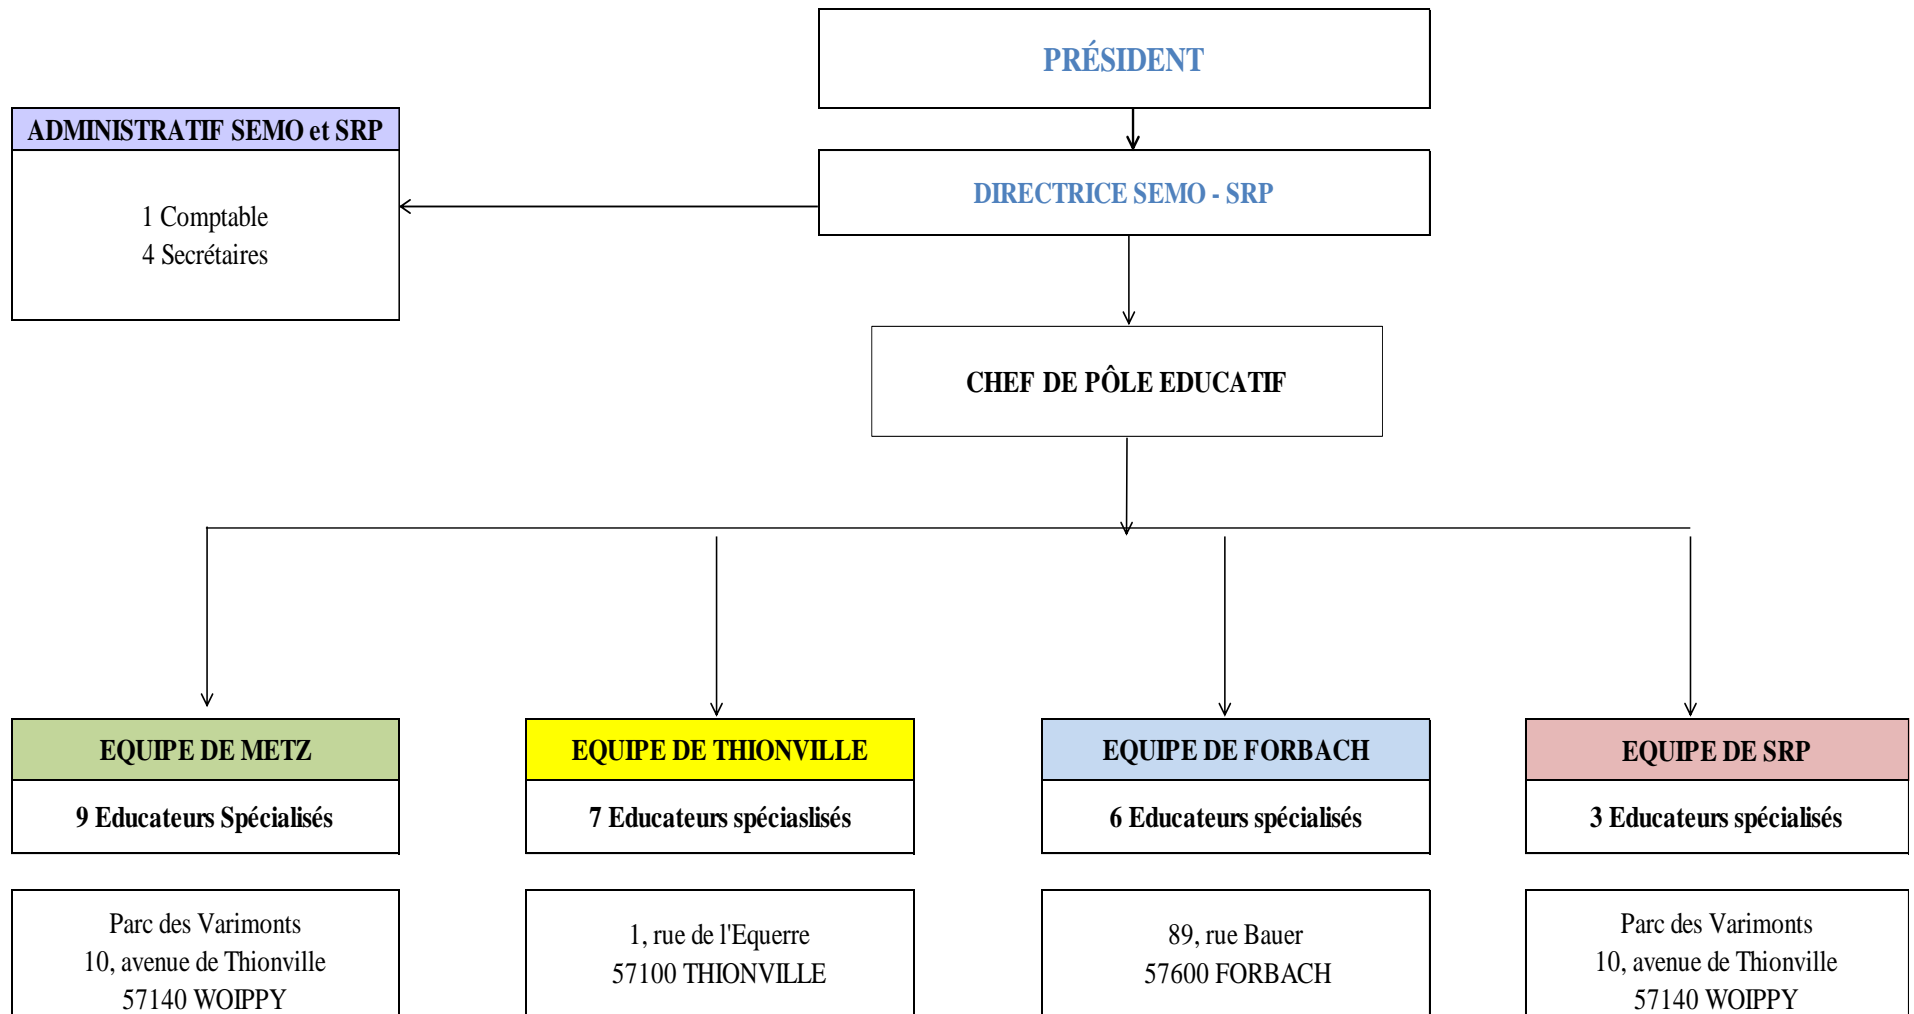 PRÉSIDENT
ADMINISTRATIF SEMO et SRP
1 Comptable
4 Secrétaires
DIRECTRICE SEMO - SRP
CHEF DE PÔLE EDUCATIF
EQUIPE DE METZ
9 Educateurs Spécialisés
Parc des Varimonts
10, avenue de Thionville
57140 WOIPPY
EQUIPE DE THIONVILLE
7 Educateurs spéciaslisés
1, rue de l'Equerre
57100 THIONVILLE
EQUIPE DE FORBACH
6 Educateurs spécialisés
89, rue Bauer
57600 FORBACH
EQUIPE DE SRP
3 Educateurs spécialisés
Parc des Varimonts
10, avenue de Thionville
57140 WOIPPY